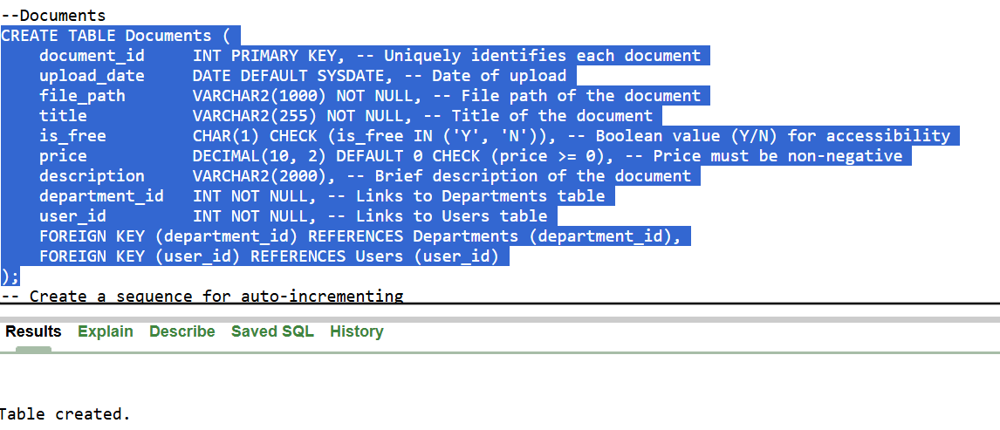 --Documents
CREATE TABLE Documents (
    document_id     INT PRIMARY KEY, -- Uniquely identifies each document
    upload_date     DATE DEFAULT SYSDATE, -- Date of upload
    file_path       VARCHAR2(1000) NOT NULL, -- File path of the document
    title           VARCHAR2(255) NOT NULL, -- Title of the document
    is_free         CHAR(1) CHECK (is_free IN ('Y', 'N')), -- Boolean value (Y/N) for accessibility
    price           DECIMAL(10, 2) DEFAULT 0 CHECK (price >= 0), -- Price must be non-negative
    description     VARCHAR2(2000), -- Brief description of the document
    department_id   INT NOT NULL, -- Links to Departments table
    user_id         INT NOT NULL, -- Links to Users table
    FOREIGN KEY (department_id) REFERENCES Departments (department_id),
    FOREIGN KEY (user_id) REFERENCES Users (user_id)
);
-- Create a sequence for auto-incrementing
Results Explain Describe Saved SQL History
Table created.